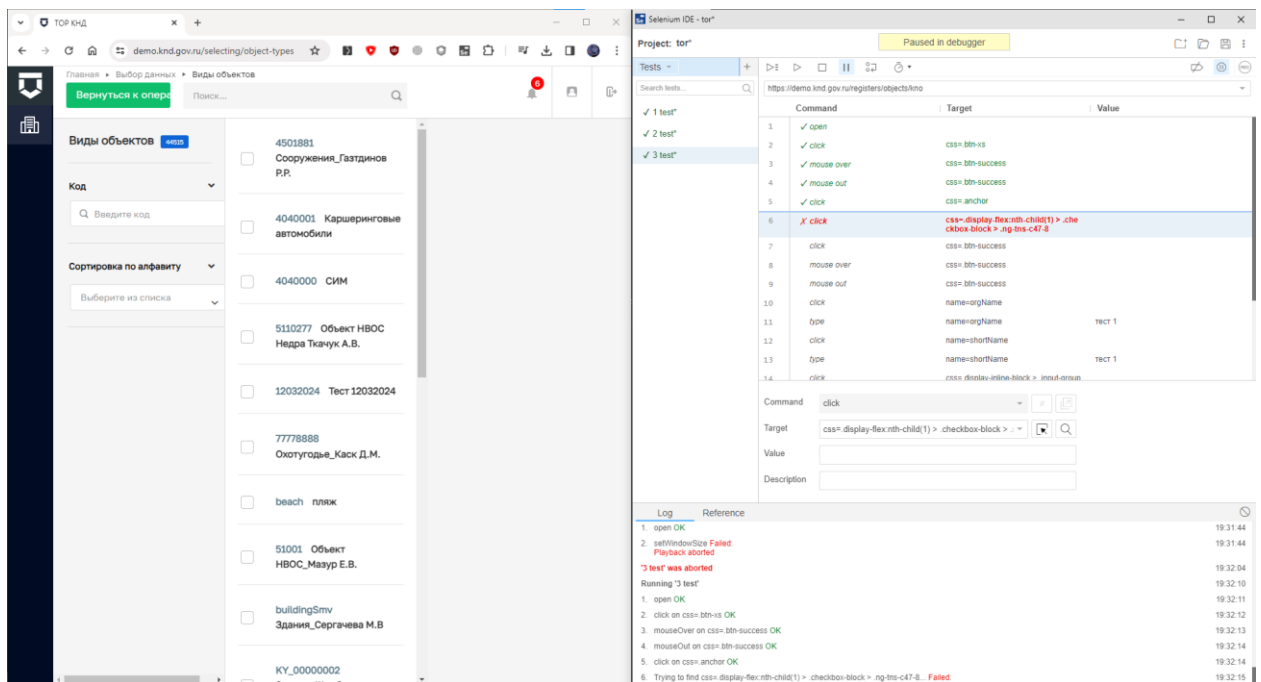 ТОР КНД
demo.knd.gov.ru/selecting/object-types
Главная ▸ Выбор данных ▸ Виды объектов
Вернуться к опера
Поиск...
6
Виды объектов 44515
Код
Введите код
Сортировка по алфавиту
Выберите из списка
4501881
Сооружения_Газтдинов
Р.Р.
4040001 Каршеринговые
автомобили
4040000 СИМ
5110277 Объект НВОС
Недра Ткачук А.В.
12032024 Тест12032024
77778888
Охотугодье_Каск Д.М.
beach пляж
51001 Объект
НВОС_Мазур Е.В.
buildingSmv
Здания_Сергачева М.В
KY_00000002
Selenium IDE - tor*
Project: tor*
Paused in debugger
Tests
Search tests...
✓ 1 test*
✓ 2 test*
✓ 3 test*
REC
https://demo.knd.gov.ru/registers/objects/kno
Command Target Value
1 ✓ open
2 ✓ click css=.btn-xs
3 ✓ mouse over css=.btn-success
4 ✓ mouse out css=.btn-success
5 ✓ click css=.anchor
6 ✗ click css=.display-flex:nth-child(1) > .che
ckbox-block > .ng-tns-c47-8
7 click css=.btn-success
8 mouse over css=.btn-success
9 mouse out css=.btn-success
10 click name=orgName
11 type name=orgName тест 1
12 click name=shortName
13 type name=shortName тест 1
14 click css=.display-inline-block > .input-group
Command click
Target css=.display-flex:nth-child(1) > .checkbox-block > .
Value
Description
Log Reference
1. open OK 19:31:44
2. setWindowSize Failed: 19:31:44
Playback aborted
'3 test' was aborted 19:32:04
Running '3 test' 19:32:10
1. open OK 19:32:11
2. click on css=.btn-xs OK 19:32:12
3. mouseOver on css=.btn-success OK 19:32:13
4. mouseOut on css=.btn-success OK 19:32:14
5. click on css=.anchor OK 19:32:14
6. Trying to find css=.display-flex:nth-child(1) > .checkbox-block > .ng-tns-c47-8... Failed: 19:32:15